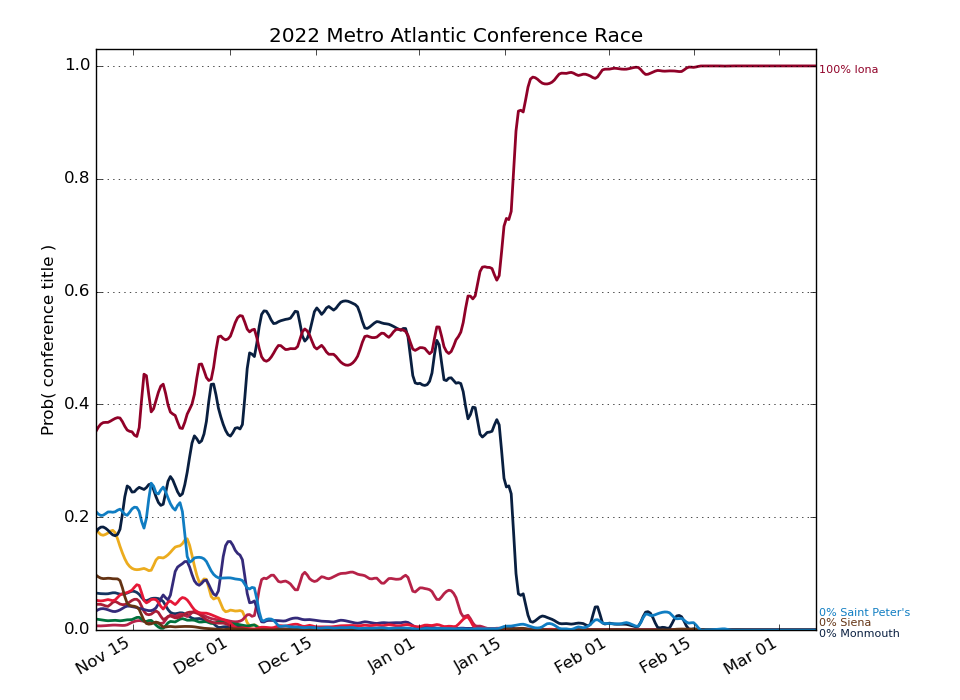 2022 Metro Atlantic Conference Race
Prob( conference title )
1.0
0.8
0.6
0.4
0.2
0.0
Nov 15
Dec 01
Dec 15
Jan 01
Jan 15
Feb 01
Feb 15
Mar 01
100% Iona
0% Saint Peter's
0% Siena
0% Monmouth